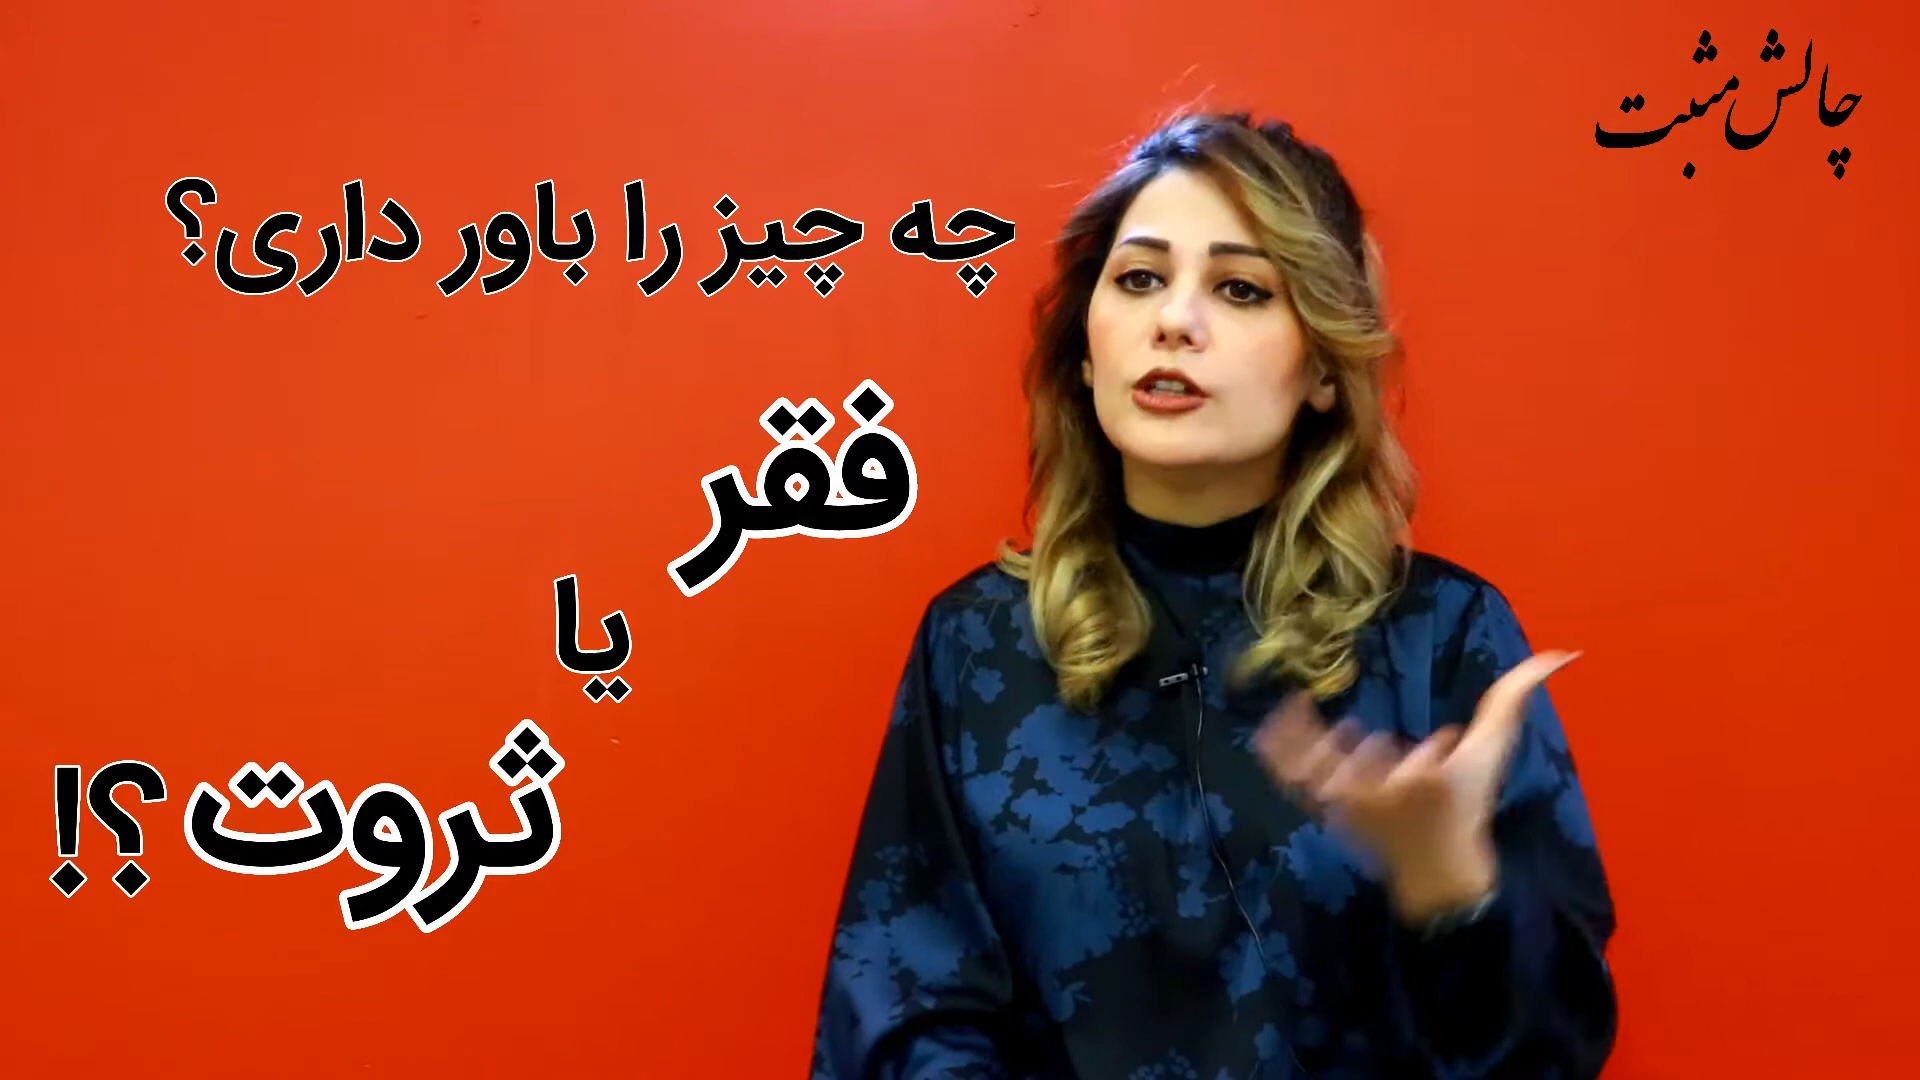 چالش مثبت
چه چیز را باور داری؟
فقر
یا
ثروت؟!